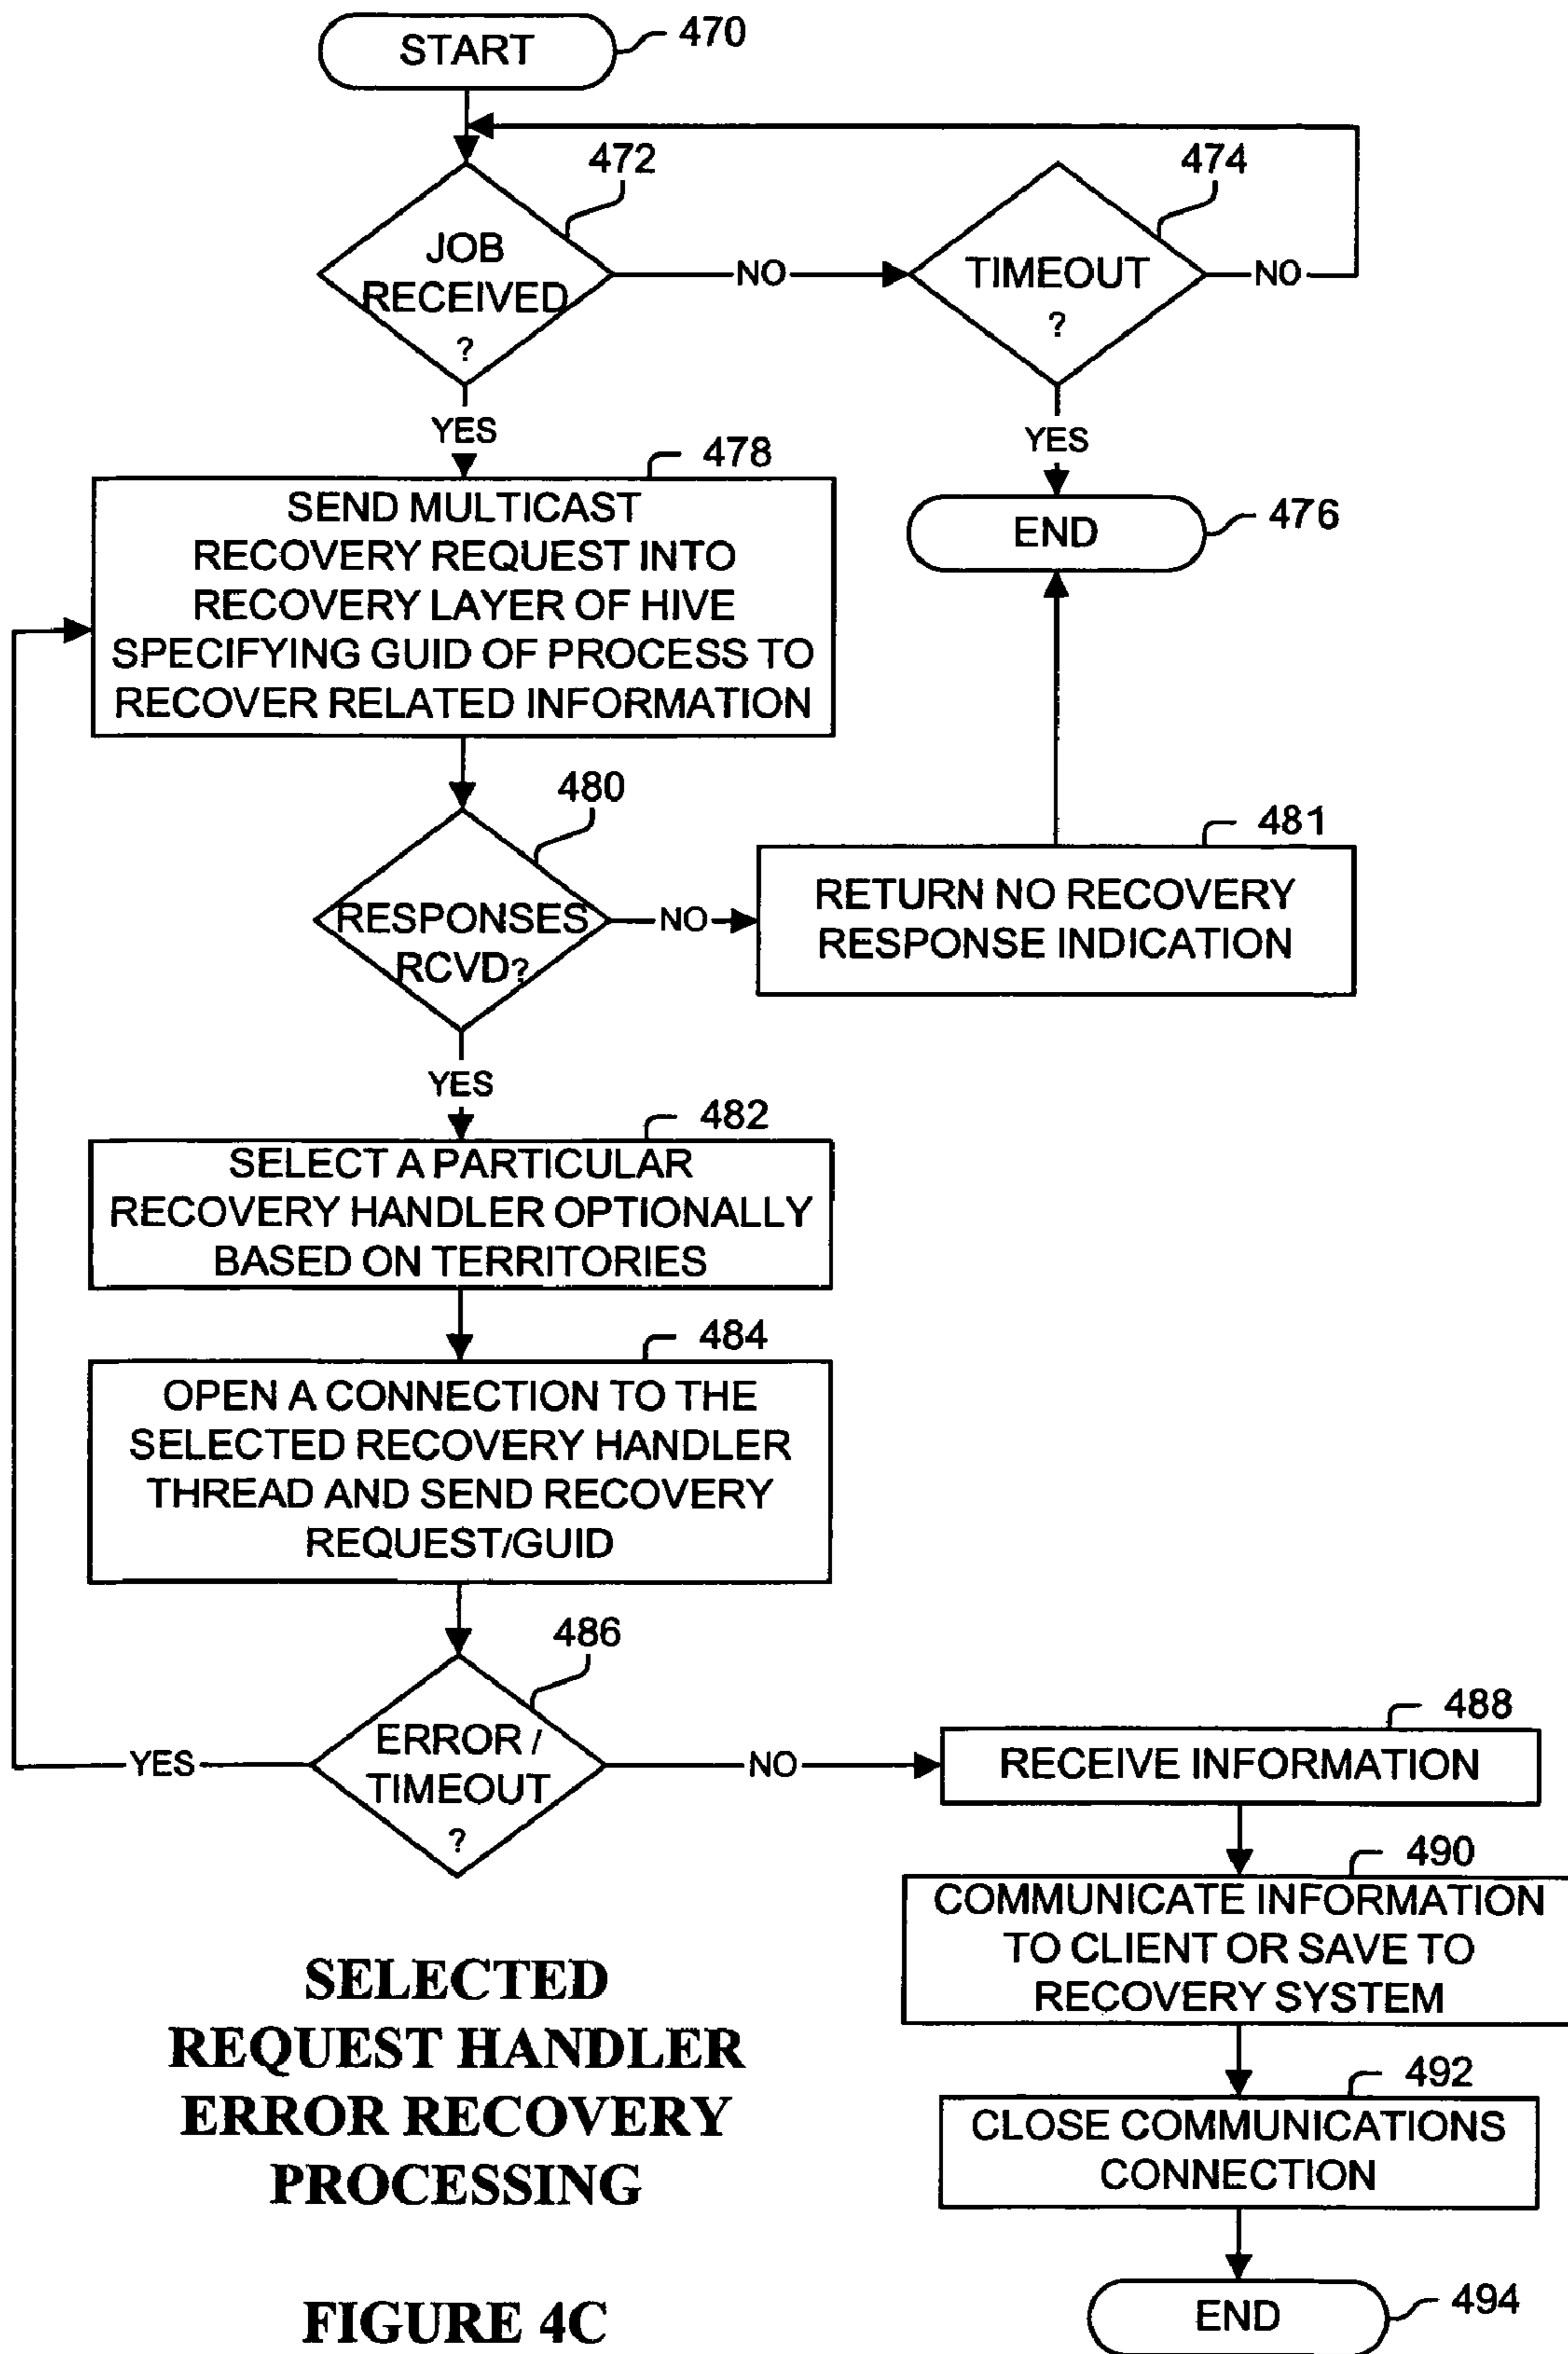 START
470
472
474
JOB
RECEIVED
?
NO
TIMEOUT
?
NO
YES
YES
478
476
SEND MULTICAST
RECOVERY REQUEST INTO
RECOVERY LAYER OF HIVE
SPECIFYING GUID OF PROCESS TO
RECOVER RELATED INFORMATION
END
480
481
RESPONSES
RCVD?
NO
RETURN NO RECOVERY
RESPONSE INDICATION
YES
482
SELECT A PARTICULAR
RECOVERY HANDLER OPTIONALLY
BASED ON TERRITORIES
484
OPEN A CONNECTION TO THE
SELECTED RECOVERY HANDLER
THREAD AND SEND RECOVERY
REQUEST/GUID
486
ERROR /
TIMEOUT
?
YES
NO
488
RECEIVE INFORMATION
490
COMMUNICATE INFORMATION
TO CLIENT OR SAVE TO
RECOVERY SYSTEM
492
CLOSE COMMUNICATIONS
CONNECTION
END
494
SELECTED
REQUEST HANDLER
ERROR RECOVERY
PROCESSING
FIGURE 4C